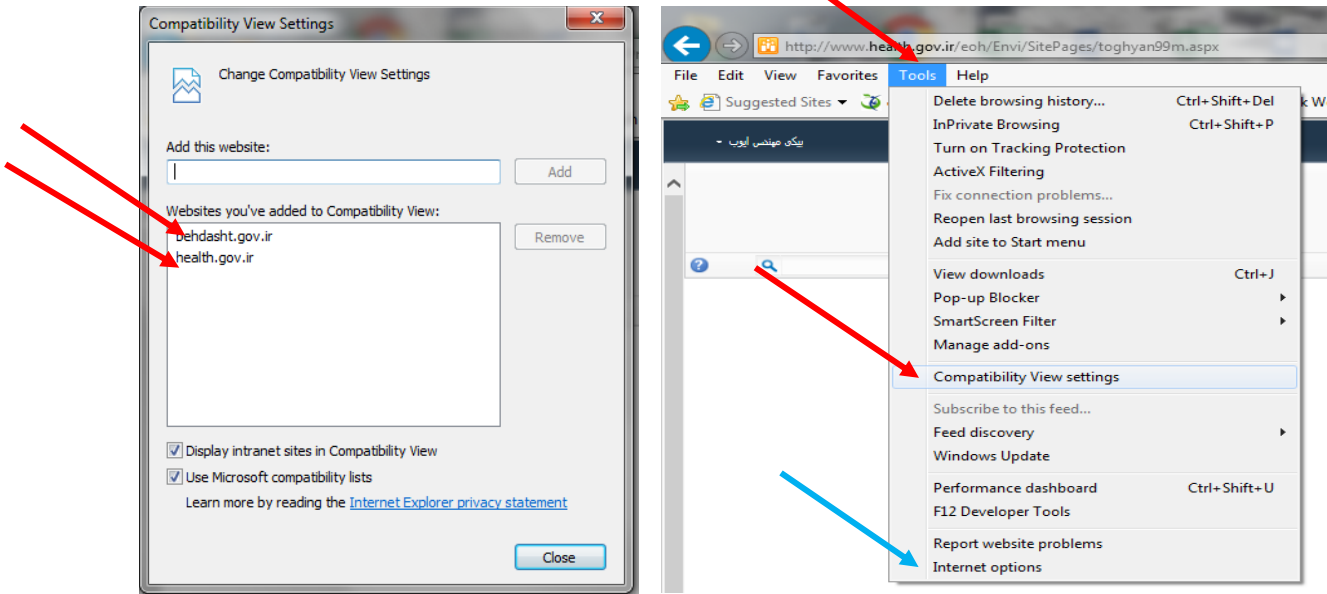 Compatibility View Settings
Change Compatibility View Settings
Add this website:
Add
Websites you've added to Compatibility View:
behdasht.gov.ir
health.gov.ir
Remove
Display intranet sites in Compatibility View
Use Microsoft compatibility lists
Learn more by reading the Internet Explorer privacy statement
Close
http://www.health.gov.ir/eoh/Envi/SitePages/toghyan99m.aspx
File Edit View Favorites Tools Help
Suggested Sites
بیکی مهندس ایوب
Delete browsing history... Ctrl+Shift+Del
InPrivate Browsing Ctrl+Shift+P
Turn on Tracking Protection
ActiveX Filtering
Fix connection problems...
Reopen last browsing session
Add site to Start menu
View downloads Ctrl+J
Pop-up Blocker
SmartScreen Filter
Manage add-ons
Compatibility View settings
Subscribe to this feed...
Feed discovery
Windows Update
Performance dashboard Ctrl+Shift+U
F12 Developer Tools
Report website problems
Internet options